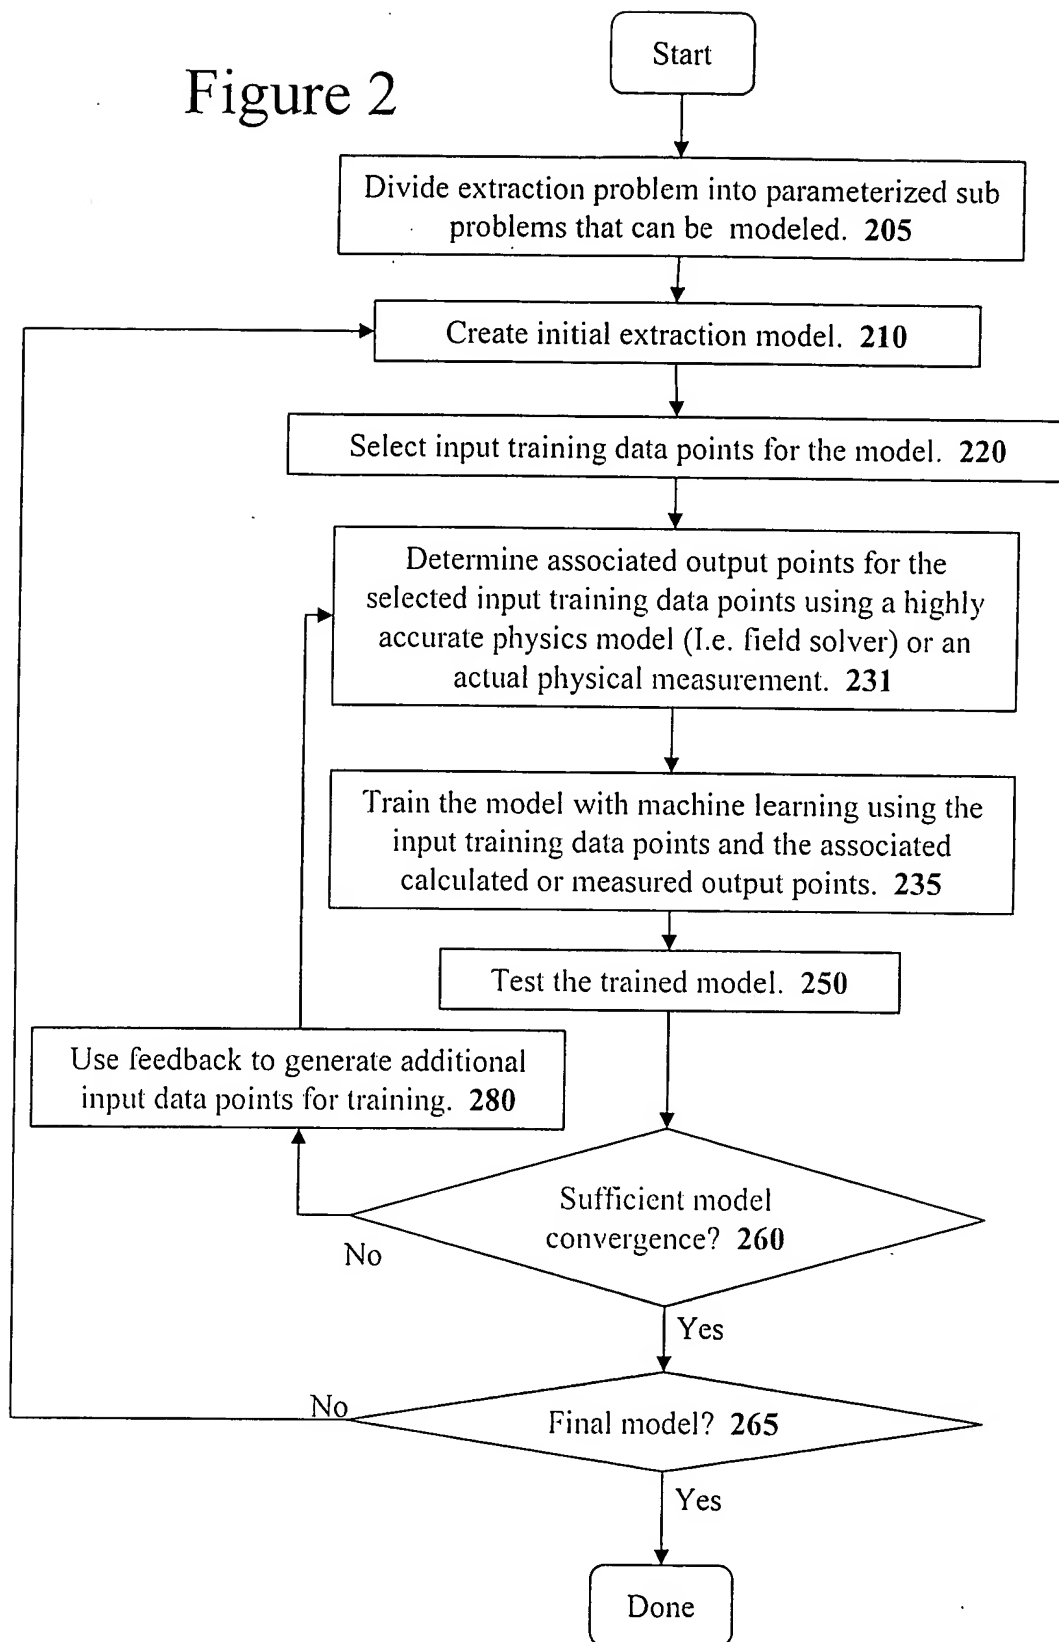 Figure 2
Start
Divide extraction problem into parameterized sub
problems that can be modeled. 205
Create initial extraction model. 210
Select input training data points for the model. 220
Determine associated output points for the
selected input training data points using a highly
accurate physics model (I.e. field solver) or an
actual physical measurement. 231
Train the model with machine learning using the
input training data points and the associated
calculated or measured output points. 235
Test the trained model. 250
Use feedback to generate additional
input data points for training. 280
Sufficient model
convergence? 260
No
Yes
No
Final model? 265
Yes
Done